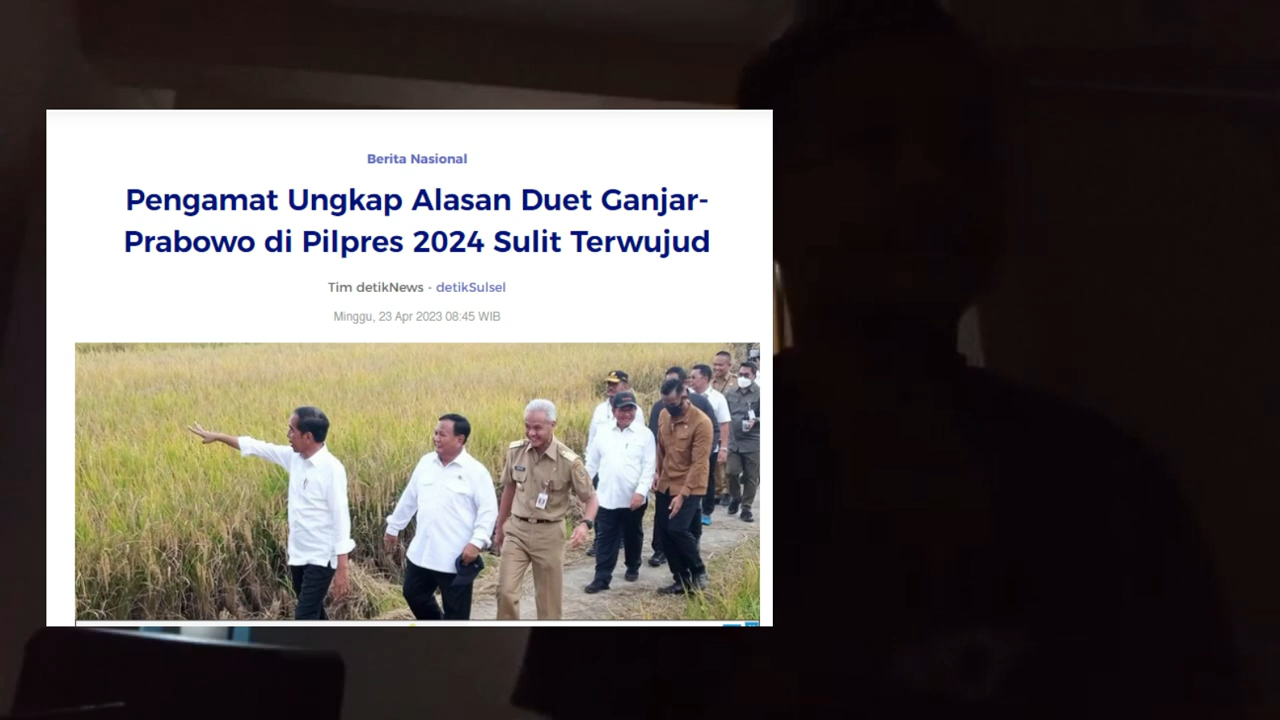 Berita Nasional
Pengamat Ungkap Alasan Duet Ganjar-
Prabowo di Pilpres 2024 Sulit Terwujud
Tim detikNews - detikSulsel
Minggu, 23 Apr 2023 08:45 WIB